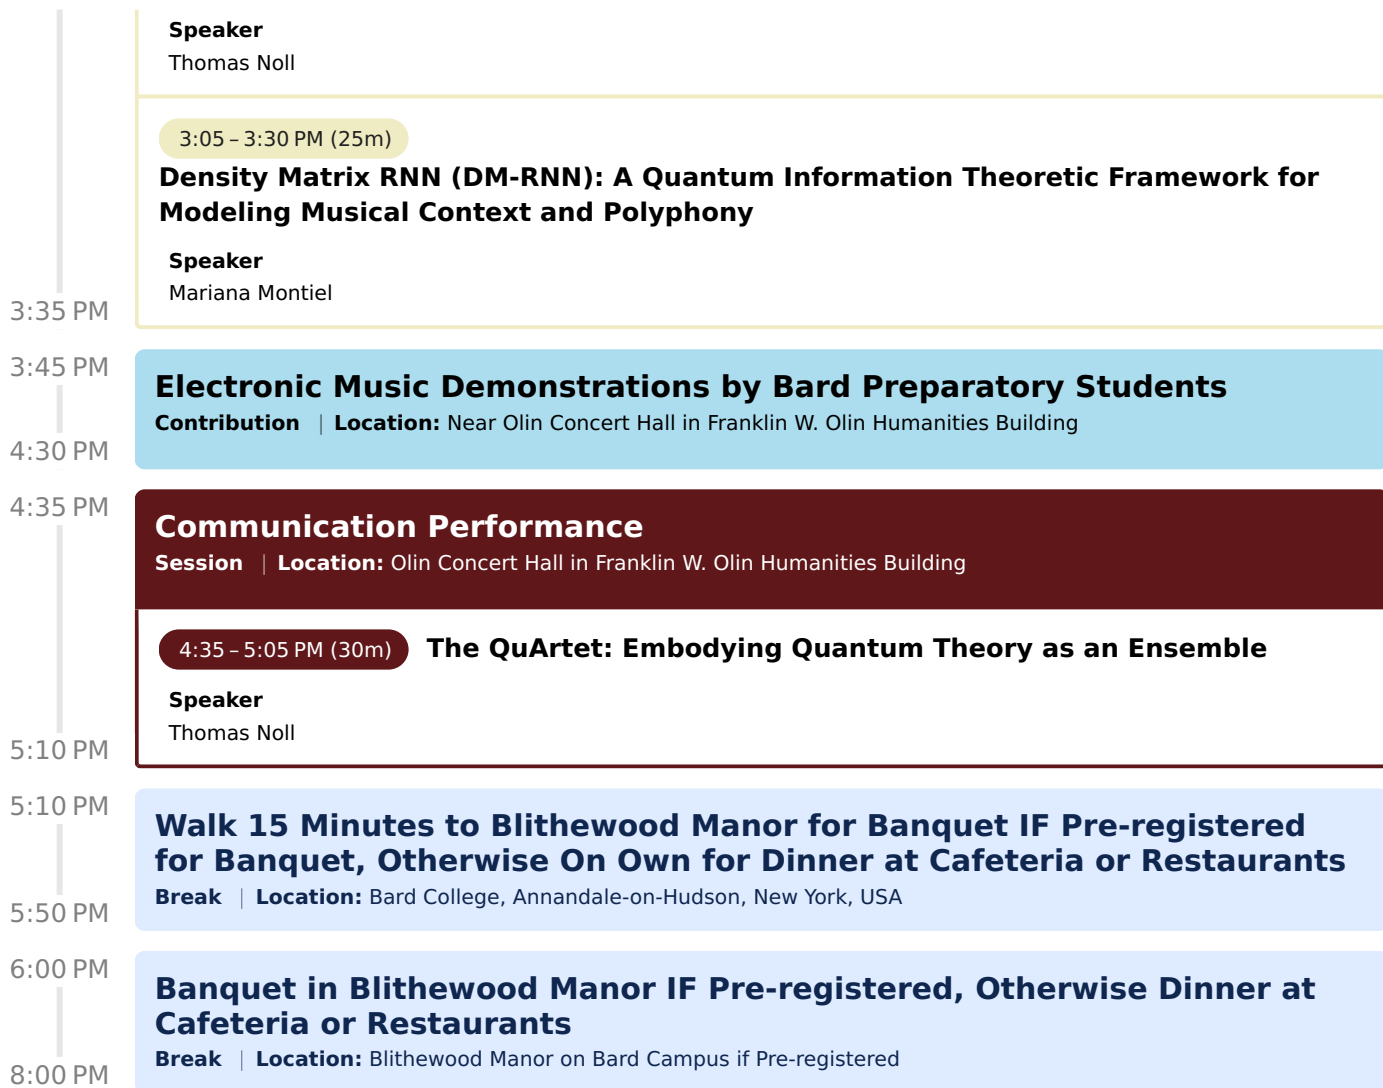 Speaker
Thomas Noll
3:05 – 3:30 PM (25m)
Density Matrix RNN (DM-RNN): A Quantum Information Theoretic Framework for
Modeling Musical Context and Polyphony
Speaker
Mariana Montiel
3:35 PM
3:45 PM
Electronic Music Demonstrations by Bard Preparatory Students
Contribution | Location: Near Olin Concert Hall in Franklin W. Olin Humanities Building
4:30 PM
4:35 PM
Communication Performance
Session | Location: Olin Concert Hall in Franklin W. Olin Humanities Building
4:35 – 5:05 PM (30m) The QuArtet: Embodying Quantum Theory as an Ensemble
Speaker
Thomas Noll
5:10 PM
5:10 PM
Walk 15 Minutes to Blithewood Manor for Banquet IF Pre-registered
for Banquet, Otherwise On Own for Dinner at Cafeteria or Restaurants
Break | Location: Bard College, Annandale-on-Hudson, New York, USA
5:50 PM
6:00 PM
Banquet in Blithewood Manor IF Pre-registered, Otherwise Dinner at
Cafeteria or Restaurants
Break | Location: Blithewood Manor on Bard Campus if Pre-registered
8:00 PM